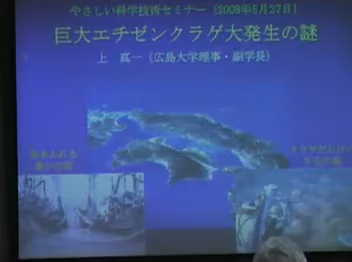 やさしい科学技術セミナー (2008年5月27日)
巨大エチゼンクラゲ大発生の謎
上　真一 (広島大学理事・副学長)